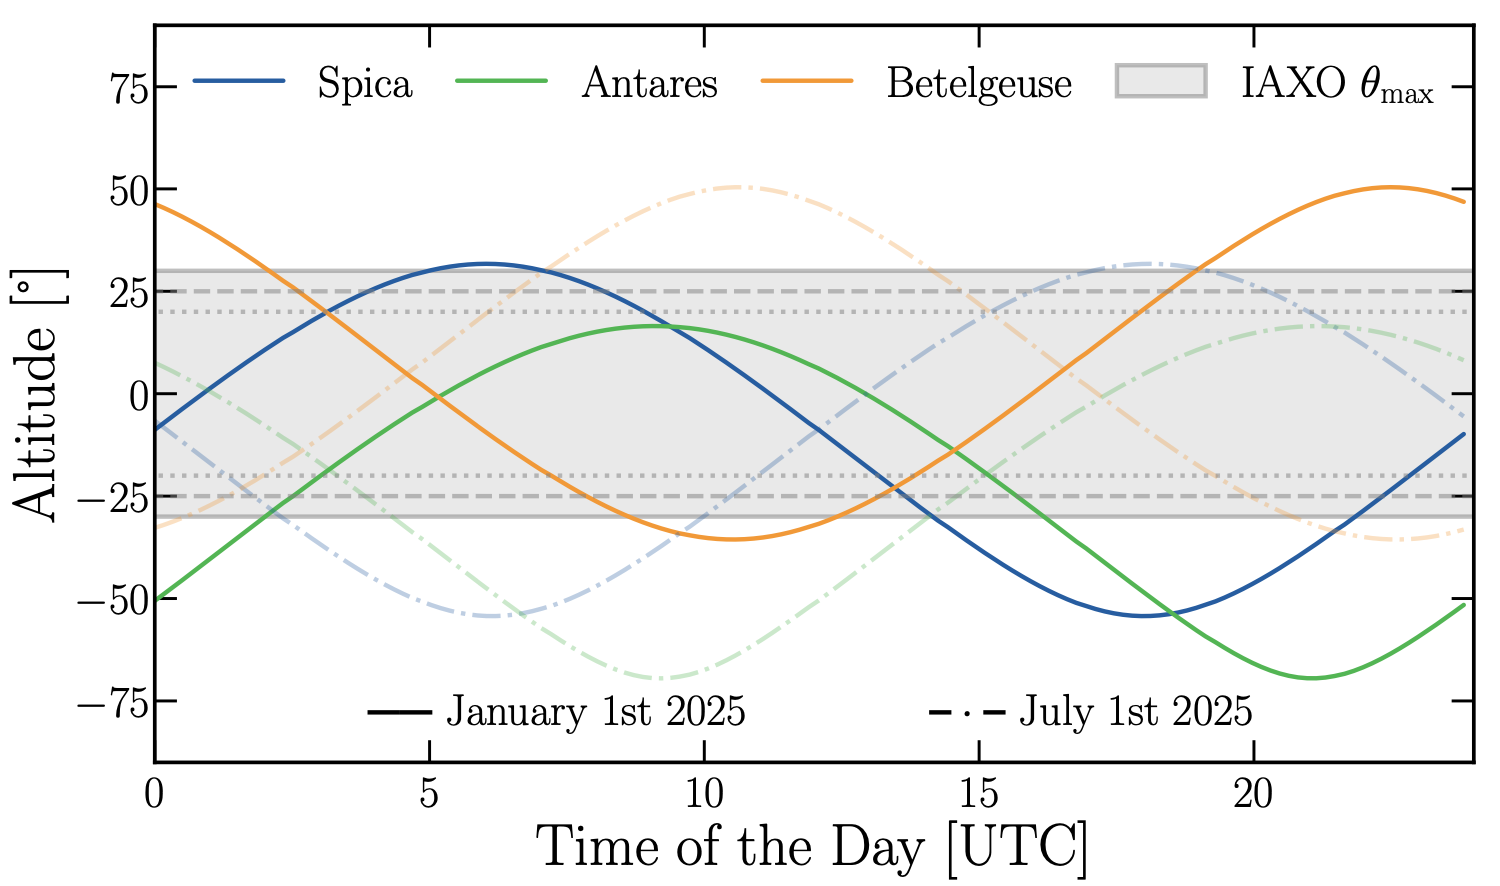 Spica Antares Betelgeuse IAXO θmax
75
50
25
0
−25
−50
−75
Altitude [°]
January 1st 2025 July 1st 2025
0 5 10 15 20
Time of the Day [UTC]